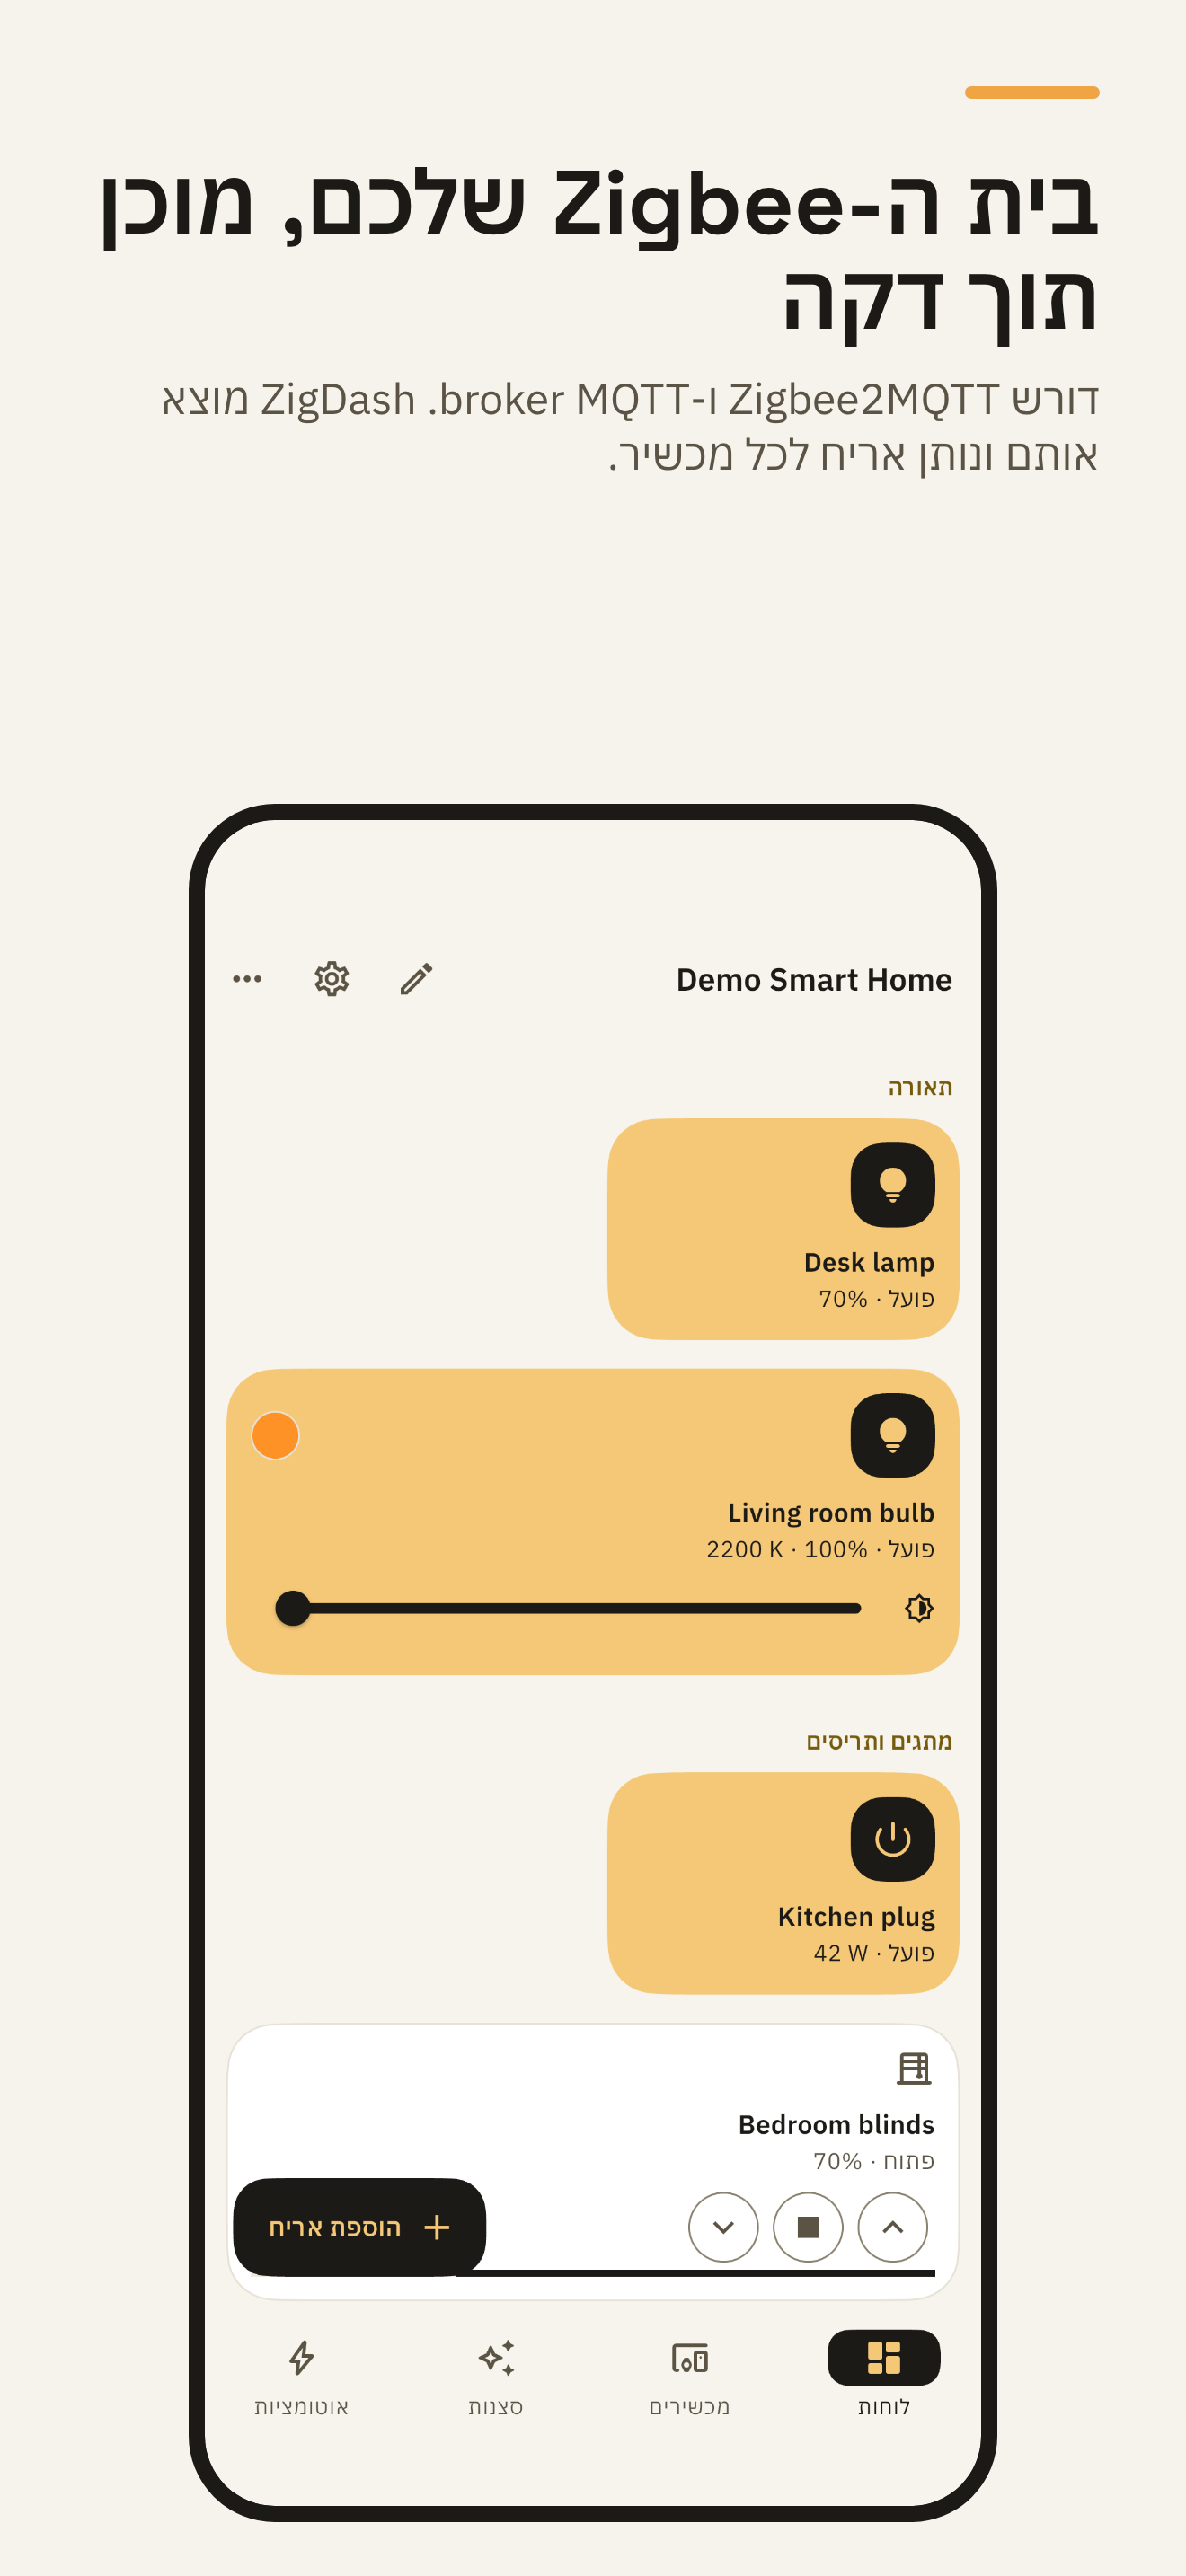 בית ה-Zigbee שלכם, מוכן
תוך דקה
דורש Zigbee2MQTT ו-broker MQTT‏. ZigDash מוצא
אותם ונותן אריח לכל מכשיר.
Demo Smart Home
תאורה
Desk lamp
פועל · 70%
Living room bulb
פועל · 100% · 2200 K
מתגים ותריסים
Kitchen plug
פועל · 42 W
Bedroom blinds
פתוח · 70%
הוספת אריח
לוחות
מכשירים
סצנות
אוטומציות